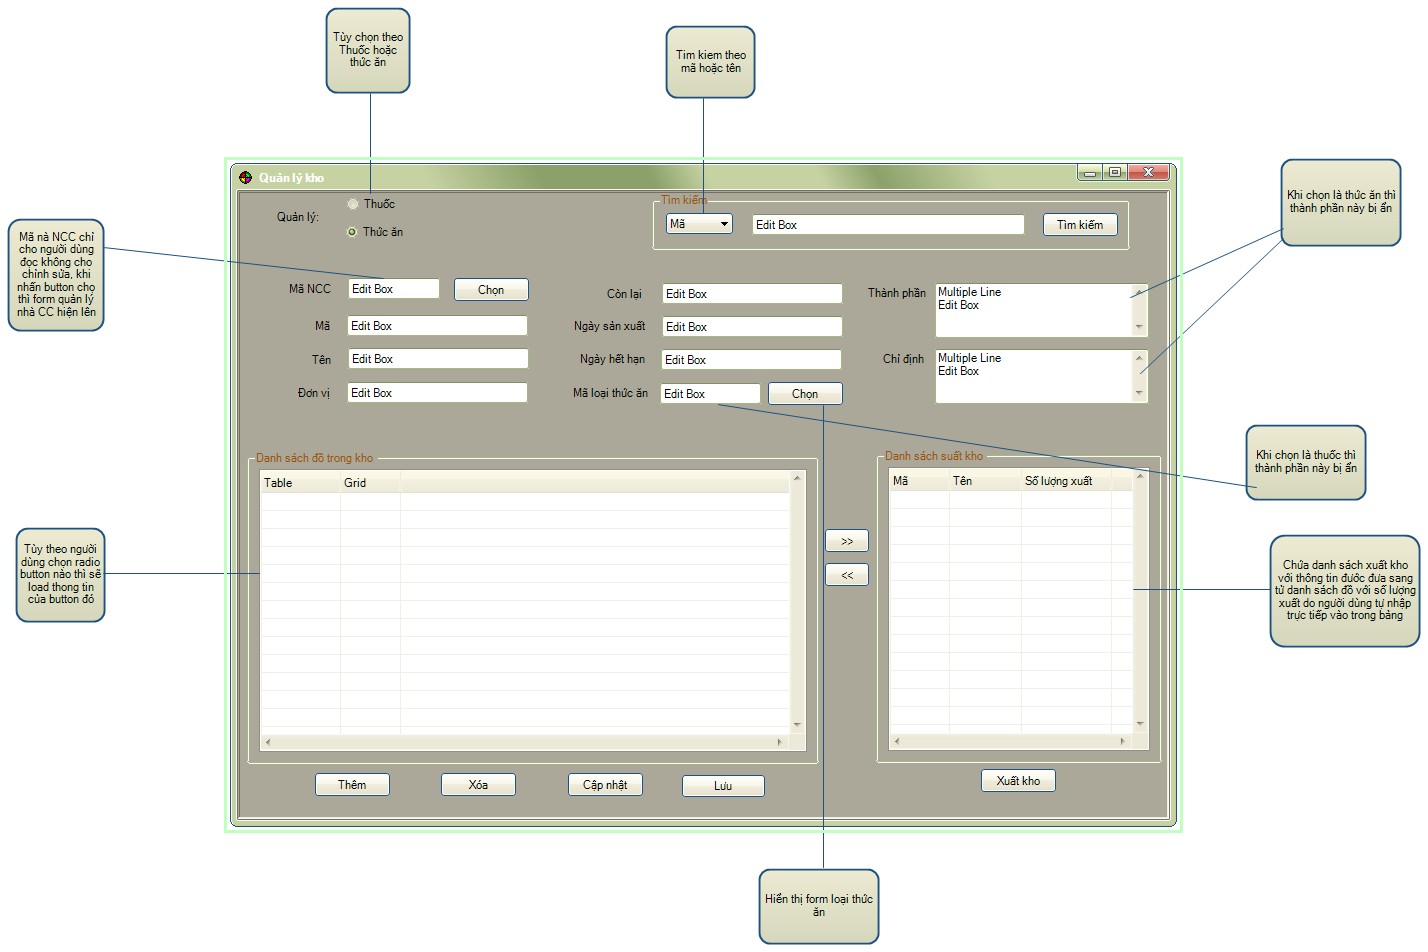 Tùy chọn theo
Thuốc hoặc
thức ăn
Tim kiem theo
mã hoặc tên
Khi chọn là thức ăn thì
thành phần này bị ẩn
Mã nà NCC chỉ
cho người dùng
đọc không cho
chỉnh sửa, khi
nhấn button chọ
thì form quản lý
nhà CC hiện lên
Quản lý kho
Quản lý:
Thuốc
Thức ăn
Tìm kiếm
Mã
Edit Box
Tìm kiếm
Mã NCC
Edit Box
Chọn
Mã
Edit Box
Tên
Edit Box
Đơn vị
Edit Box
Còn lại
Edit Box
Ngày sản xuất
Edit Box
Ngày hết hạn
Edit Box
Mã loại thức ăn
Edit Box
Chọn
Thành phần
Multiple Line
Edit Box
Chỉ định
Multiple Line
Edit Box
Khi chọn là thuốc thì
thành phần này bị ẩn
Danh sách đồ trong kho
Table Grid
Danh sách suất kho
Mã Tên Số lượng xuất
>>
<<
Tùy theo người
dùng chọn radio
button nào thì sẽ
load thong tin
của button đó
Chứa danh sách xuất kho
với thông tin đước đưa sang
từ danh sách đồ với số lượng
xuất do người dùng tự nhập
trực tiếp vào trong bảng
Thêm
Xóa
Cập nhật
Lưu
Xuất kho
Hiển thị form loại thức
ăn